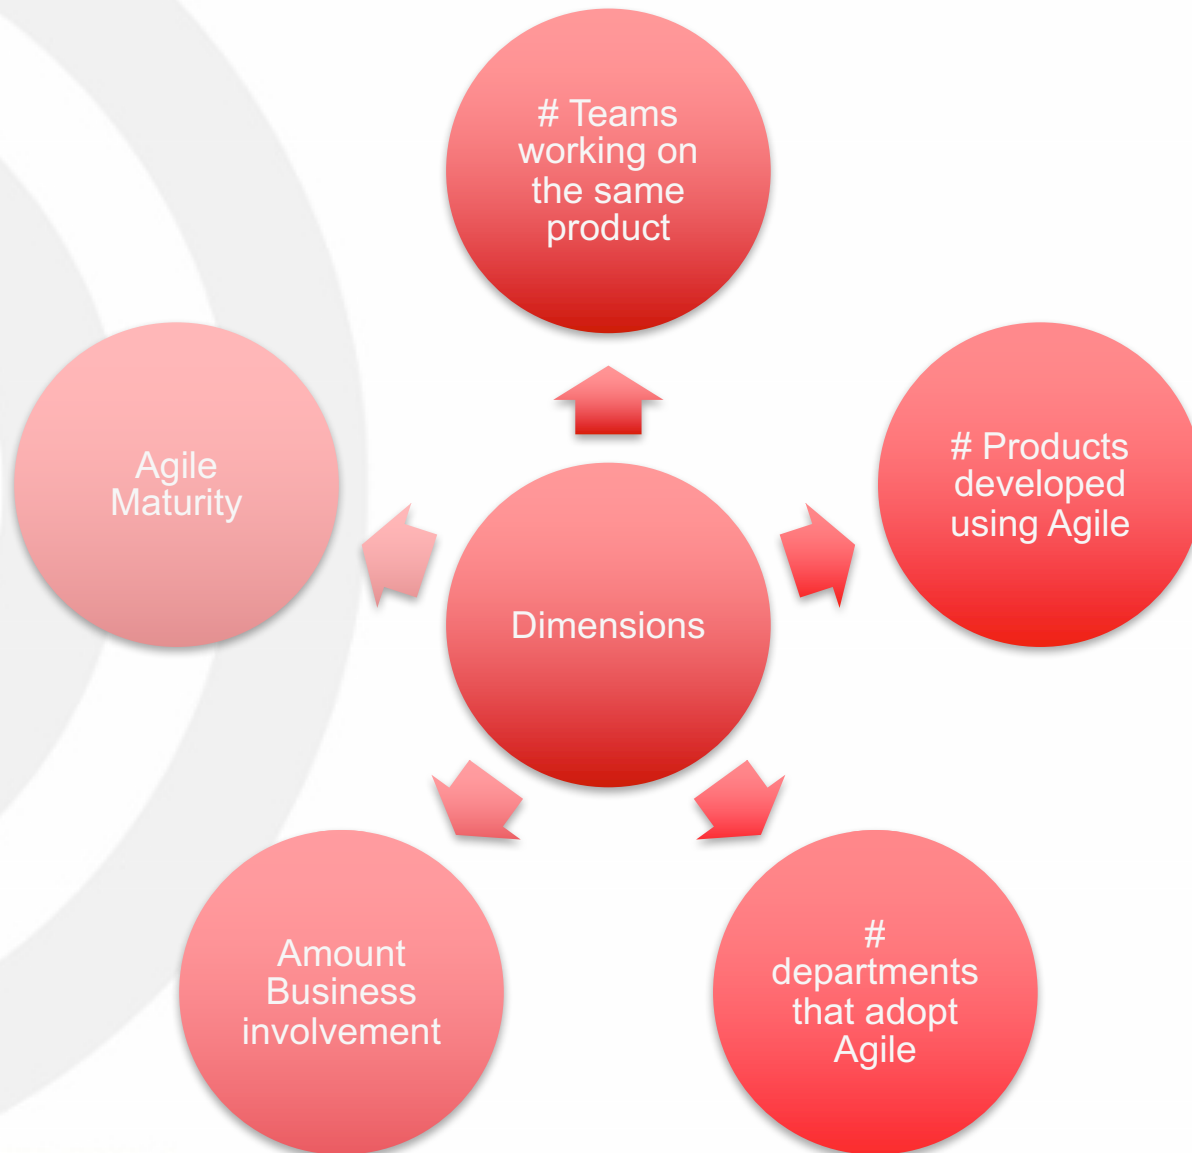 # Teams
working on
the same
product
# Products
developed
using Agile
#
departments
that adopt
Agile
Amount
Business
involvement
Agile
Maturity
Dimensions